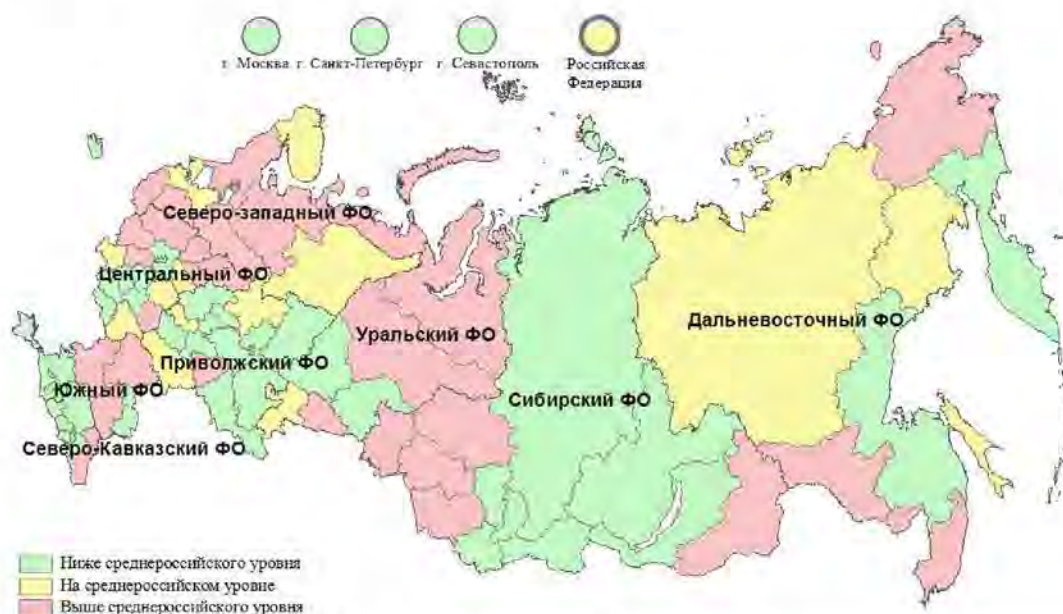 г. Москва г. Санкт-Петербург г. Севастополь Российская
Федерация
Северо-западный ФО
Центральный ФО
Уральский ФО
Дальневосточный ФО
Приволжский ФО
Южный ФО
Сибирский ФО
Северо-Кавказский ФО
Ниже среднероссийского уровня
На среднероссийском уровне
Выше среднероссийского уровня